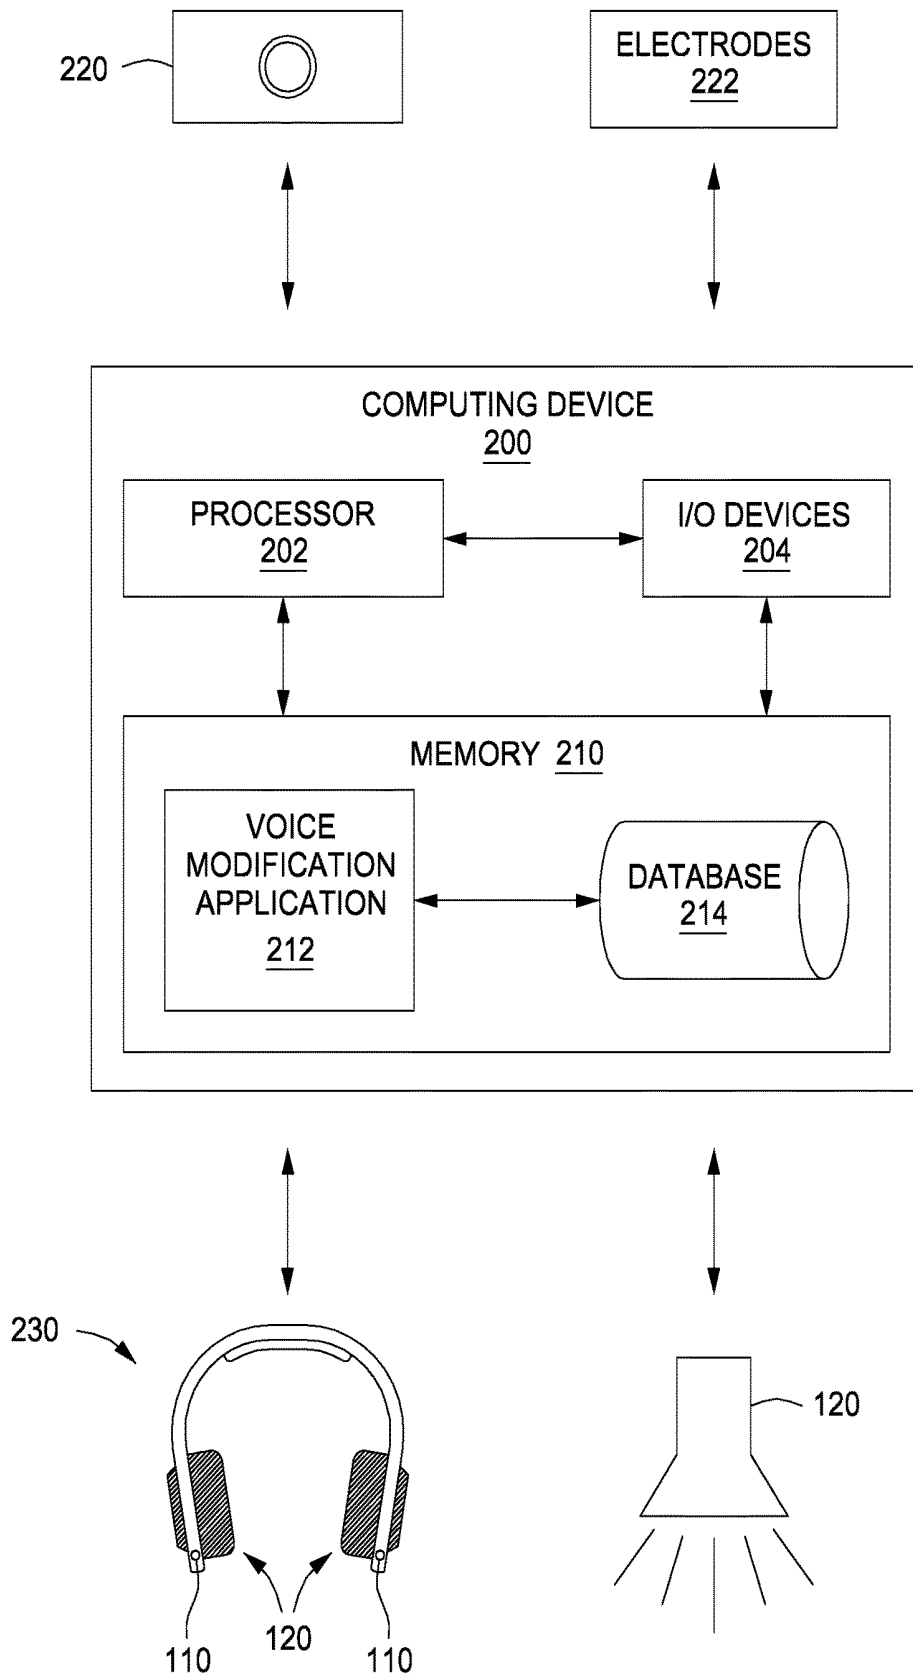 220
ELECTRODES
222
COMPUTING DEVICE
200
PROCESSOR
202
I/O DEVICES
204
MEMORY 210
VOICE
MODIFICATION
APPLICATION
212
DATABASE
214
230
120
110
120
110